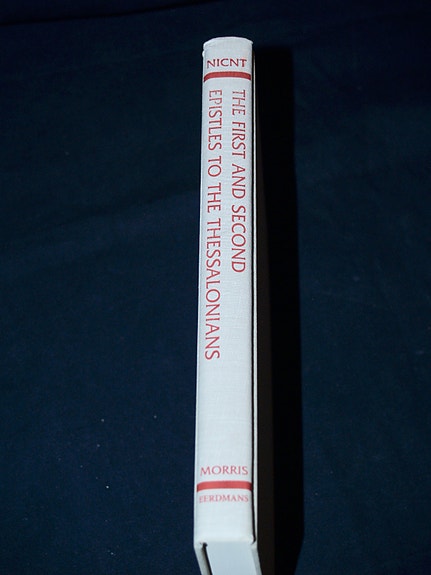 NICNT
THE FIRST AND SECOND
EPISTLES TO THE THESSALONIANS
MORRIS
EERDMANS